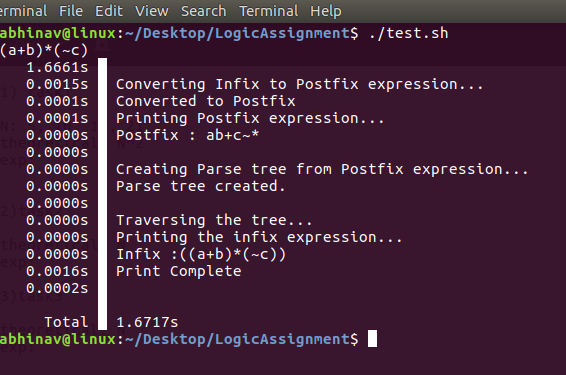 erminal File Edit View Search Terminal Help
abhinav@linux:~/Desktop/LogicAssignment$ ./test.sh
(a+b)*(~c)
1.6661s
0.0015s Converting Infix to Postfix expression...
0.0001s Converted to Postfix
0.0001s Printing Postfix expression...
0.0000s Postfix : ab+c~*
0.0000s
0.0000s Creating Parse tree from Postfix expression...
0.0000s Parse tree created.
0.0000s
0.0000s Traversing the tree...
0.0000s Printing the infix expression...
0.0000s Infix :((a+b)*(~c))
0.0016s Print Complete
0.0002s
Total 1.6717s
abhinav@linux:~/Desktop/LogicAssignment$